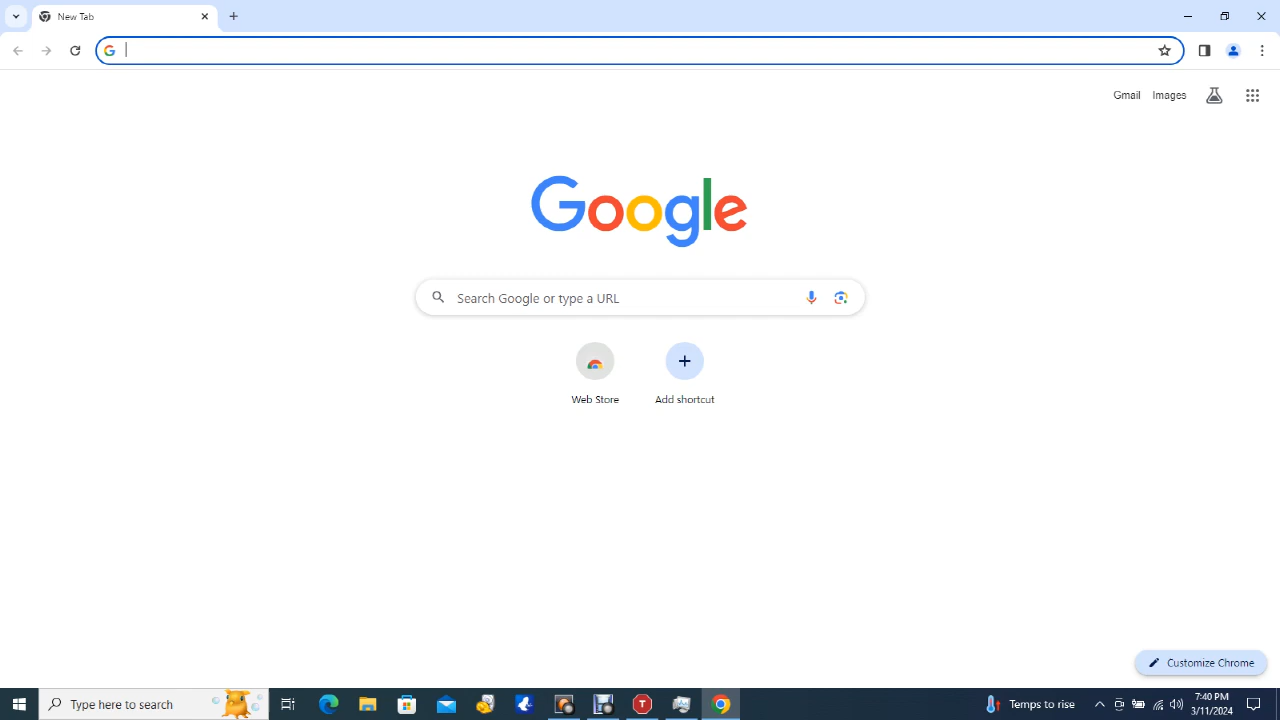 New Tab
Gmail Images
Google
Search Google or type a URL
Web Store Add shortcut
Customize Chrome
Type here to search
T
Temps to rise
7:40 PM
3/11/2024